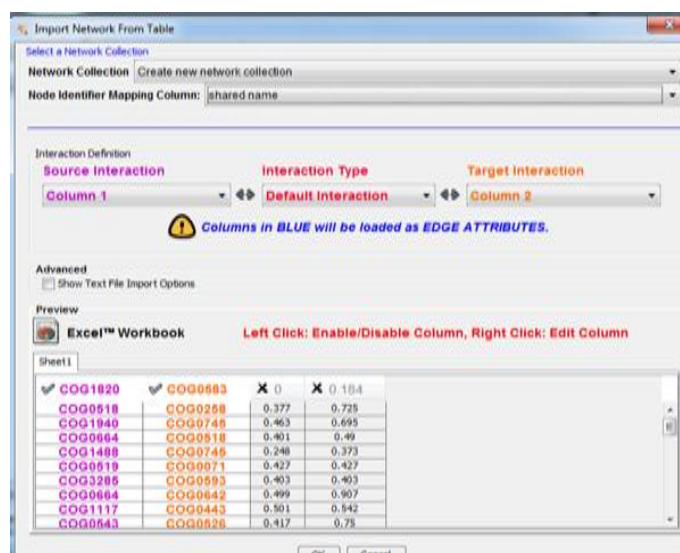 Import Network From Table
Select a Network Collection
Network Collection Create new network collection
Node Identifier Mapping Column: shared name
Interaction Definition
Source Interaction Interaction Type Target Interaction
Column 1 Default Interaction Column 2
Columns in BLUE will be loaded as EDGE ATTRIBUTES.
Advanced
Show Text File Import Options
Preview
Excel™ Workbook Left Click: Enable/Disable Column, Right Click: Edit Column
Sheet1
COG1820 COG0583 0 0.184
COG0518 COG0258 0.377 0.725
COG1940 COG0745 0.463 0.695
COG0664 COG0518 0.401 0.49
COG1488 COG0745 0.248 0.373
COG0519 COG0071 0.427 0.427
COG3285 COG0593 0.403 0.403
COG0664 COG0642 0.499 0.907
COG1117 COG0443 0.501 0.542
COG0543 COG0526 0.417 0.75